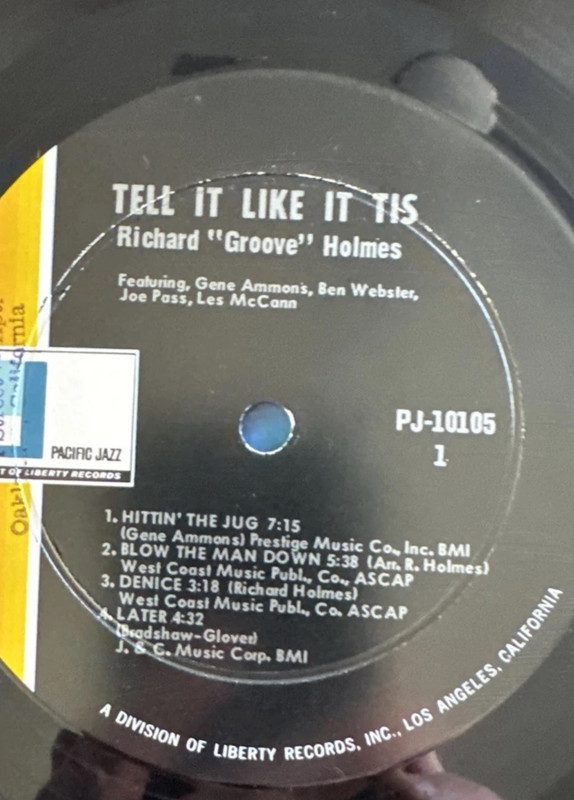 TELL IT LIKE IT TIS
Richard "Groove" Holmes
Featuring, Gene Ammons, Ben Webster,
Joe Pass, Les McCann
PACIFIC JAZZ
T OF LIBERTY RECORDS
PJ-10105
1
1. HITTIN' THE JUG 7:15
(Gene Ammons) Prestige Music Co., Inc. BMI
2. BLOW THE MAN DOWN 5:38 (Arr. R. Holmes)
West Coast Music Publ., Co., ASCAP
3. DENICE 3:18 (Richard Holmes)
West Coast Music Publ., Co. ASCAP
4. LATER 4:32
(Bradshaw-Glover)
J. & C. Music Corp. BMI
A DIVISION OF LIBERTY RECORDS, INC., LOS ANGELES, CALIFORNIA